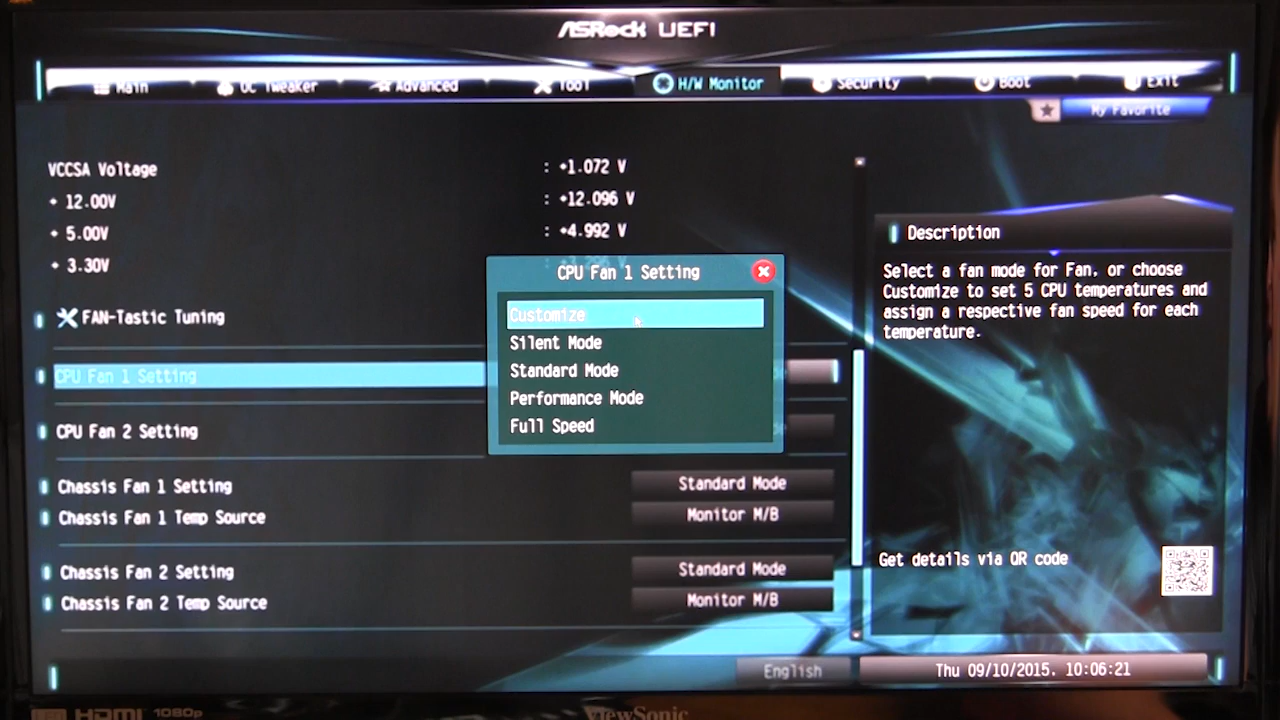 ASRock UEFI
Main OC Tweaker Advanced Tool H/W Monitor Security Boot Exit
My Favorite
VCCSA Voltage : +1.072 V
+ 12.00V : +12.096 V
+ 5.00V : +4.992 V
+ 3.30V
FAN-Tastic Tuning
CPU Fan 1 Setting
CPU Fan 2 Setting
Chassis Fan 1 Setting Standard Mode
Chassis Fan 1 Temp Source Monitor M/B
Chassis Fan 2 Setting Standard Mode
Chassis Fan 2 Temp Source Monitor M/B
CPU Fan 1 Setting
Customize
Silent Mode
Standard Mode
Performance Mode
Full Speed
Description
Select a fan mode for Fan. or choose
Customize to set 5 CPU temperatures and
assign a respective fan speed for each
temperature.
Get details via QR code
English
Thu 09/10/2015. 10:06:21
HDMI 1080p
ViewSonic